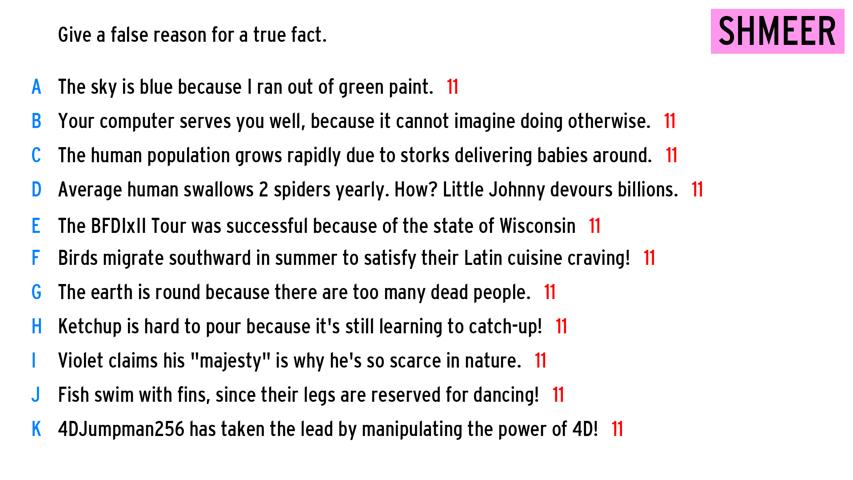 Give a false reason for a true fact.
SHMEER
A The sky is blue because I ran out of green paint. 11
B Your computer serves you well, because it cannot imagine doing otherwise. 11
C The human population grows rapidly due to storks delivering babies around. 11
D Average human swallows 2 spiders yearly. How? Little Johnny devours billions. 11
E The BFDIxII Tour was successful because of the state of Wisconsin 11
F Birds migrate southward in summer to satisfy their Latin cuisine craving! 11
G The earth is round because there are too many dead people. 11
H Ketchup is hard to pour because it's still learning to catch-up! 11
I Violet claims his "majesty" is why he's so scarce in nature. 11
J Fish swim with fins, since their legs are reserved for dancing! 11
K 4DJumpman256 has taken the lead by manipulating the power of 4D! 11